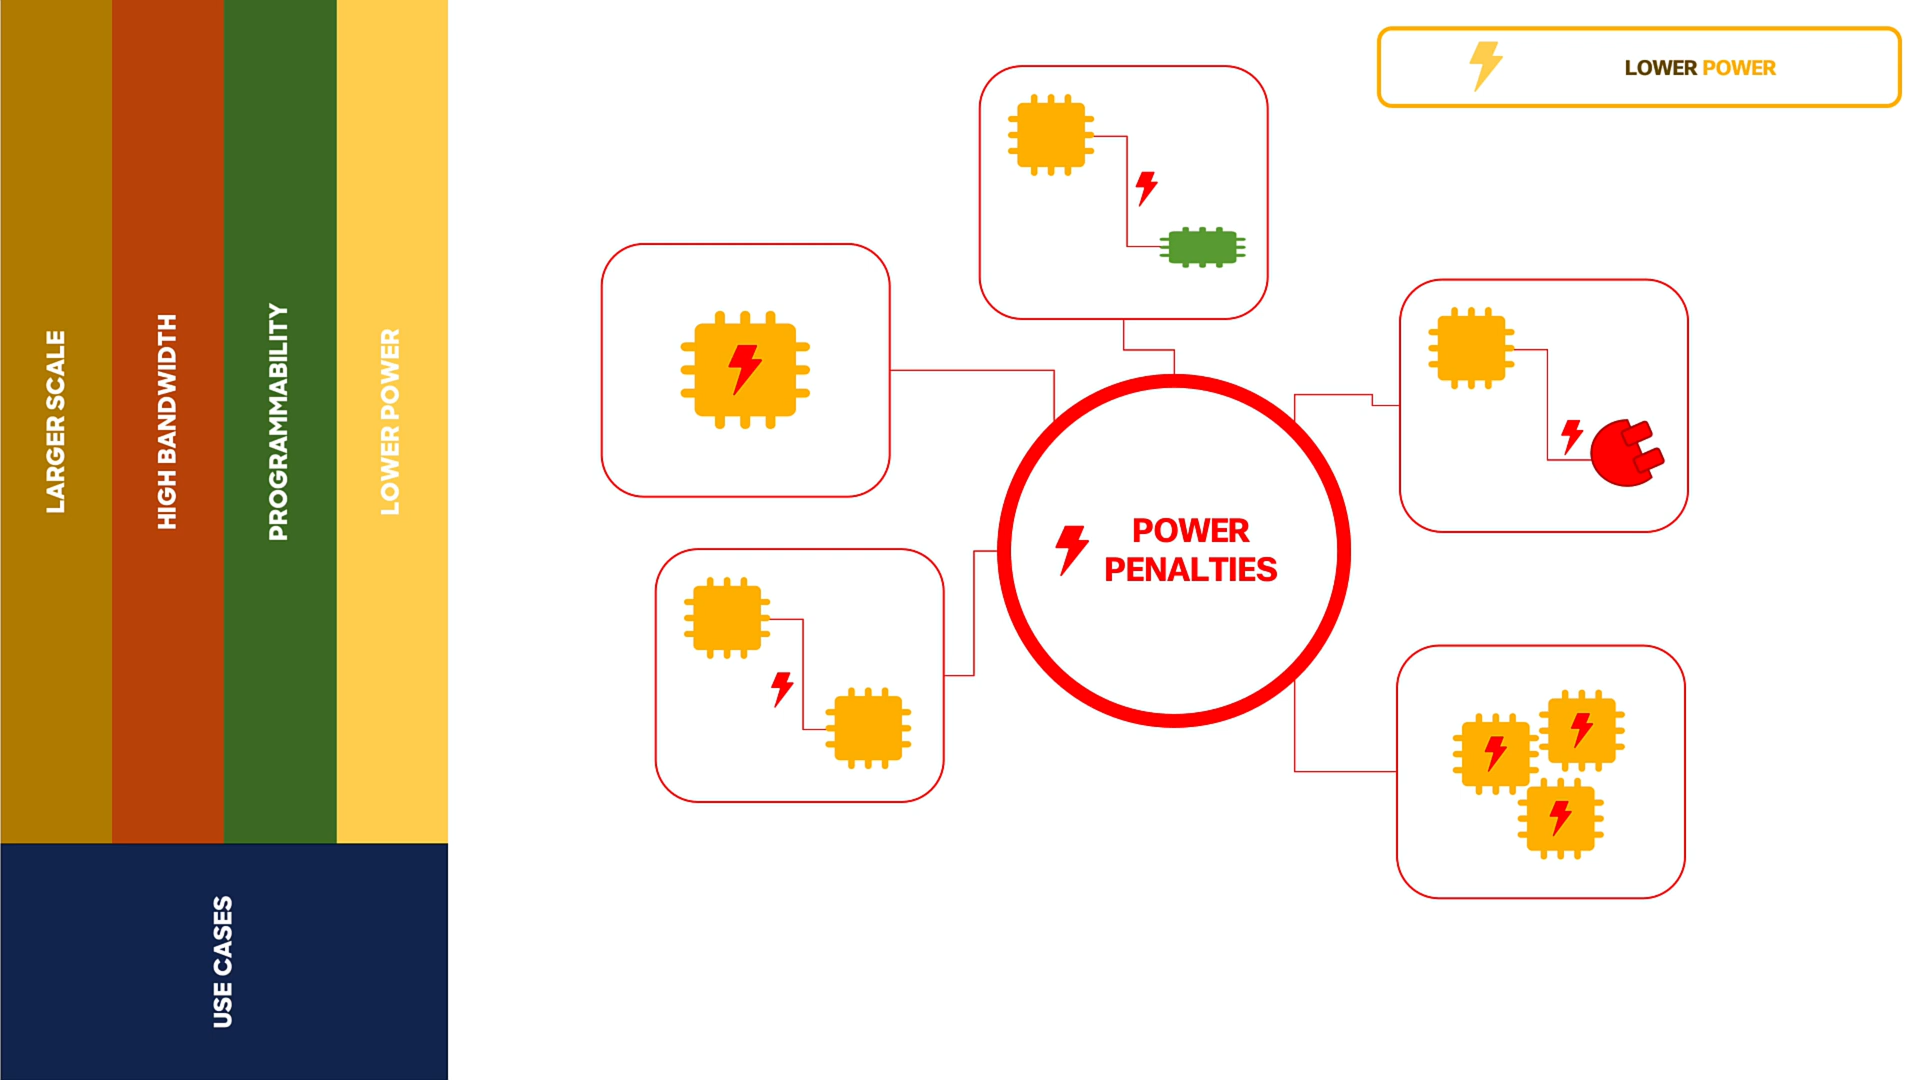 LARGER SCALE
HIGH BANDWIDTH
PROGRAMMABILITY
LOWER POWER
USE CASES
LOWER POWER
POWER
PENALTIES